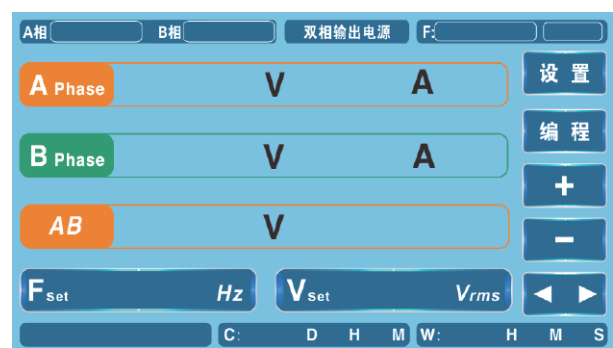 A相 B相 双相输出电源 F:
A Phase V A 设 置
B Phase V A 编 程
+
AB V −
Fset Hz Vset Vrms ◀ ▶
C: D H M W: H M S